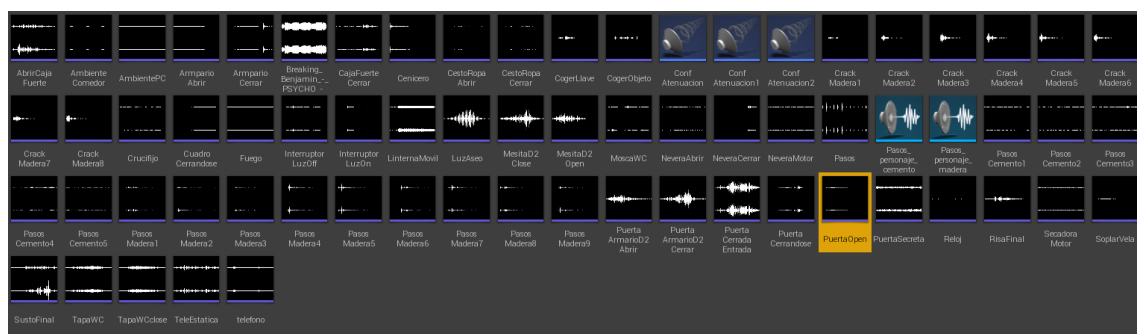 AbrirCaja Fuerte
Ambiente Comedor
AmbientePC
Armpario Abrir
Armpario Cerrar
Breaking_ Benjamin_-_ PSYCHO -
CajaFuerte Cerrar
Cenicero
CestoRopa Abrir
CestoRopa Cerrar
CogerLlave
CogerObjeto
Conf Atenuacion
Conf Atenuacion1
Conf Atenuacion2
Crack Madera1
Crack Madera2
Crack Madera3
Crack Madera4
Crack Madera5
Crack Madera6
Crack Madera7
Crack Madera8
Crucifijo
Cuadro Cerrandose
Fuego
Interruptor LuzOff
Interruptor LuzOn
LinternaMovil
LuzAseo
MesitaD2 Close
MesitaD2 Open
MoscaWC
NeveraAbrir
NeveraCerrar
NeveraMotor
Pasos
Pasos_ personaje_ cemento
Pasos_ personaje_ madera
Pasos Cemento1
Pasos Cemento2
Pasos Cemento3
Pasos Cemento4
Pasos Cemento5
Pasos Madera1
Pasos Madera2
Pasos Madera3
Pasos Madera4
Pasos Madera5
Pasos Madera6
Pasos Madera7
Pasos Madera8
Pasos Madera9
Puerta ArmarioD2 Abrir
Puerta ArmarioD2 Cerrar
Puerta Cerrada Entrada
Puerta Cerrandose
PuertaOpen
PuertaSecreta
Reloj
RisaFinal
Secadora Motor
SoplarVela
SustoFinal
TapaWC
TapaWCclose
TeleEstatica
telefono